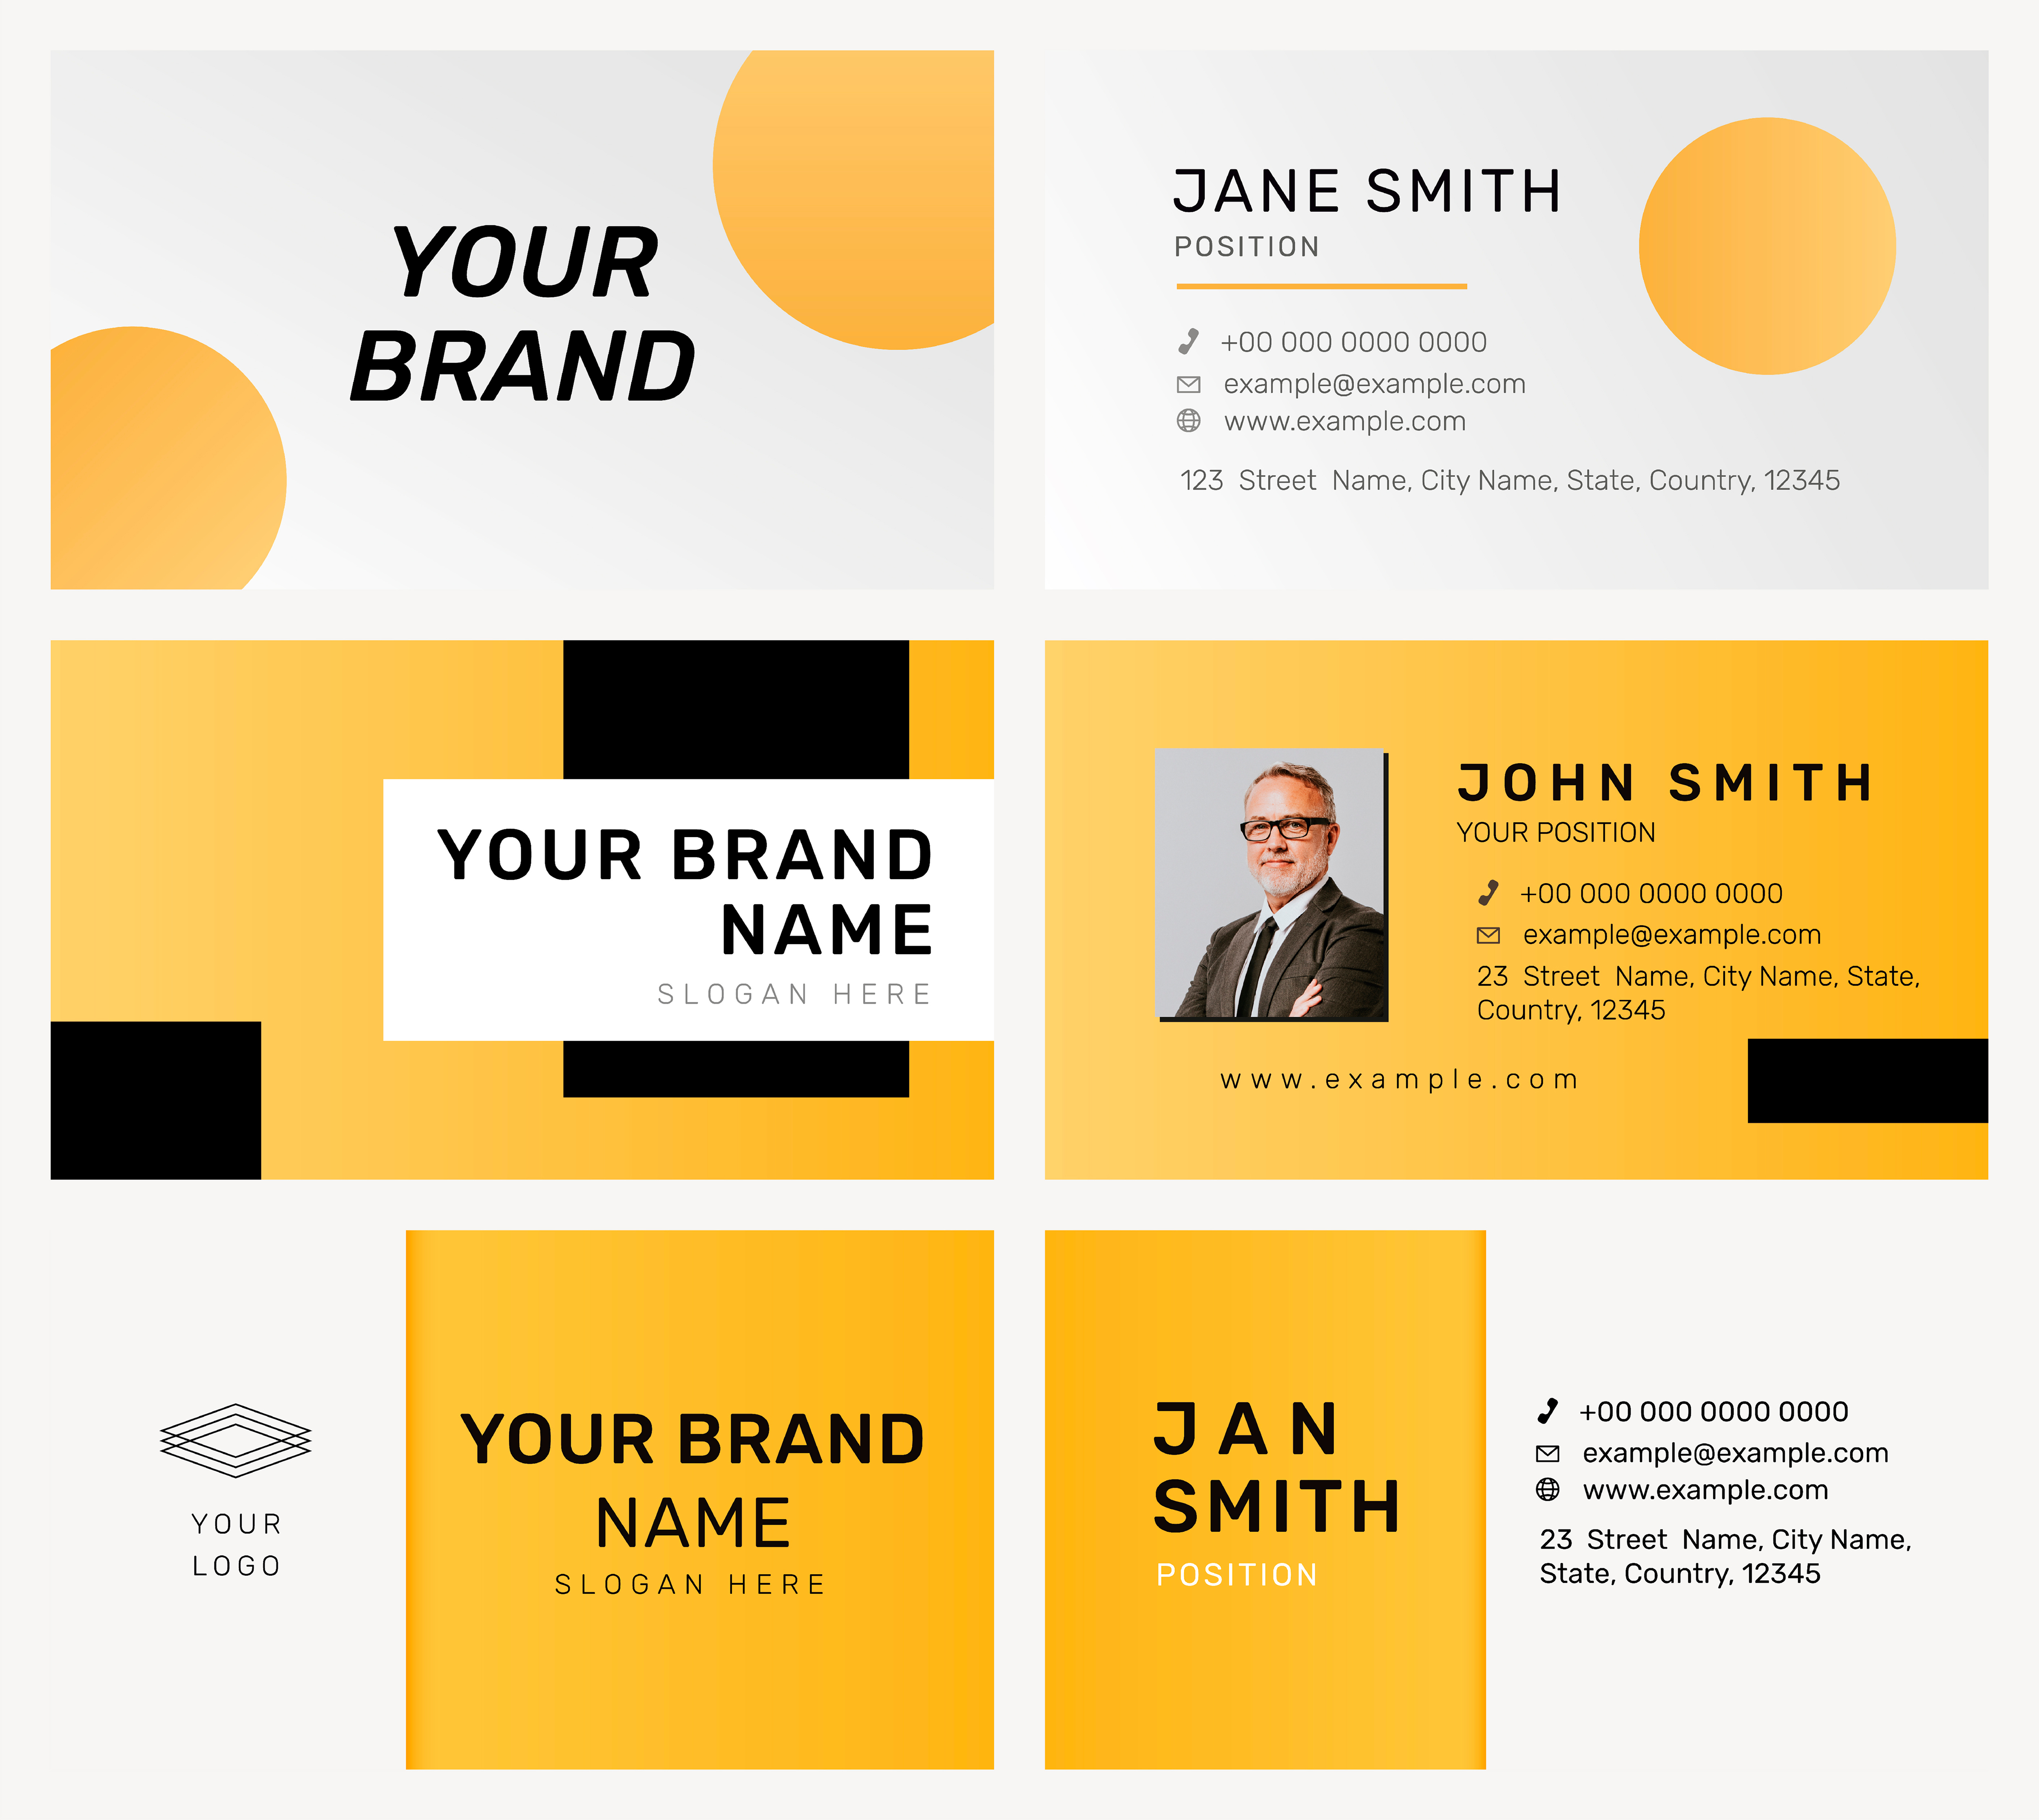 YOUR
BRAND
JANE SMITH
POSITION
+00 000 0000 0000
example@example.com
www.example.com
123 Street Name, City Name, State, Country, 12345
YOUR BRAND
NAME
SLOGAN HERE
JOHN SMITH
YOUR POSITION
+00 000 0000 0000
example@example.com
23 Street Name, City Name, State,
Country, 12345
www.example.com
YOUR
LOGO
YOUR BRAND
NAME
SLOGAN HERE
JAN
SMITH
POSITION
+00 000 0000 0000
example@example.com
www.example.com
23 Street Name, City Name,
State, Country, 12345